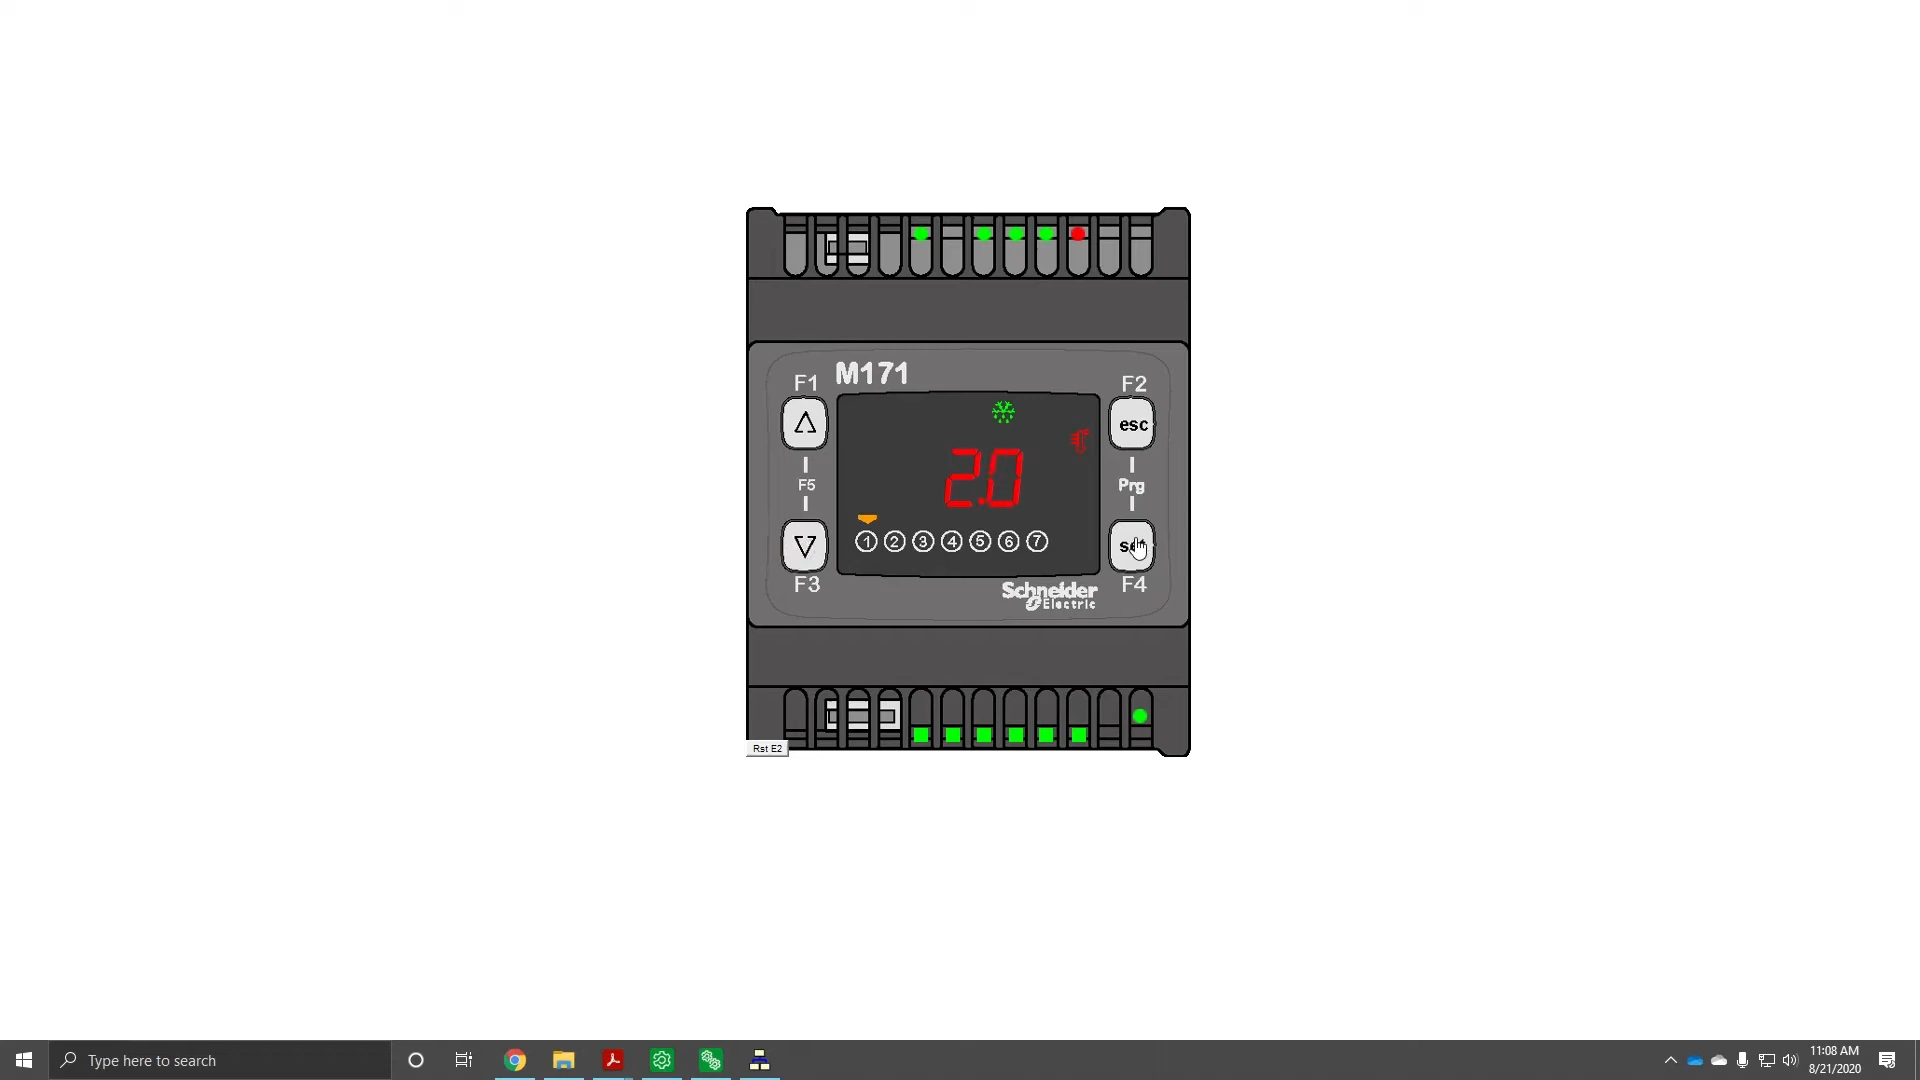 M171
F1
F2
esc
F5
Prg
2.0
1 2 3 4 5 6 7
F3
F4
Schneider
Electric
Rst E2
Type here to search
11:08 AM
8/21/2020